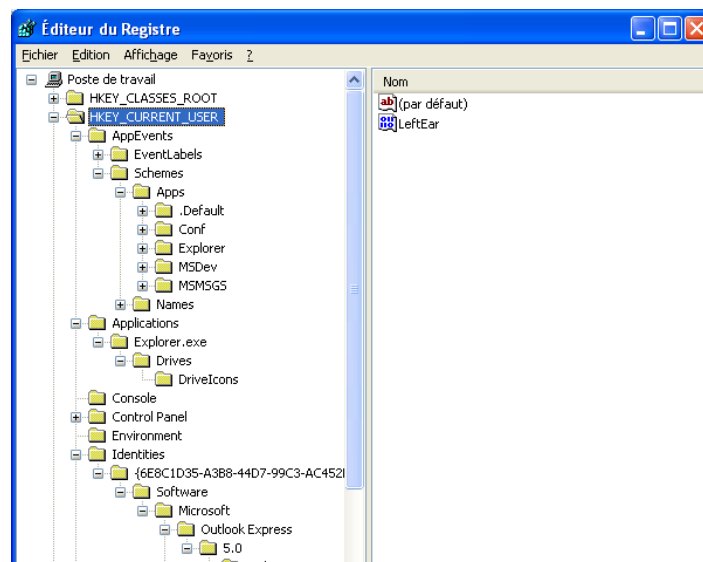 Éditeur du Registre
Fichier Edition Affichage Favoris ?
Poste de travail
HKEY_CLASSES_ROOT
HKEY_CURRENT_USER
AppEvents
EventLabels
Schemes
Apps
.Default
Conf
Explorer
MSDev
MSMSGS
Names
Applications
Explorer.exe
Drives
DriveIcons
Console
Control Panel
Environment
Identities
{6E8C1D35-A3B8-44D7-99C3-AC452
Software
Microsoft
Outlook Express
5.0
Nom
(par défaut)
LeftEar